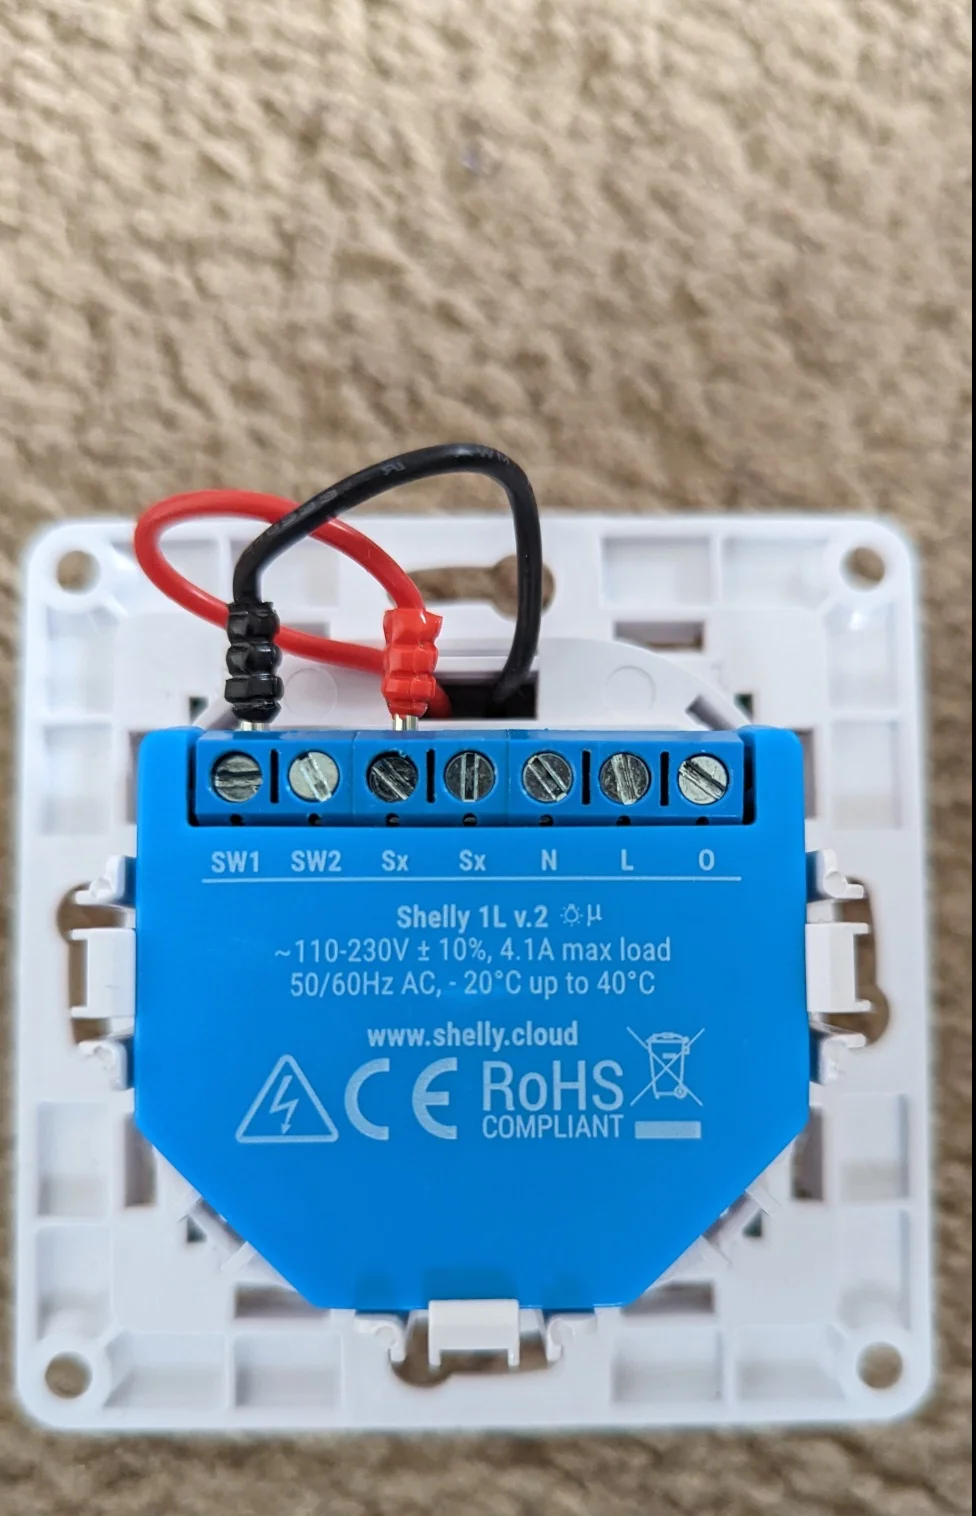 SW1 SW2 Sx Sx N L O
Shelly 1L v.2 µ
~110-230V ± 10%, 4.1A max load
50/60Hz AC, - 20°C up to 40°C
www.shelly.cloud
CE RoHS
COMPLIANT